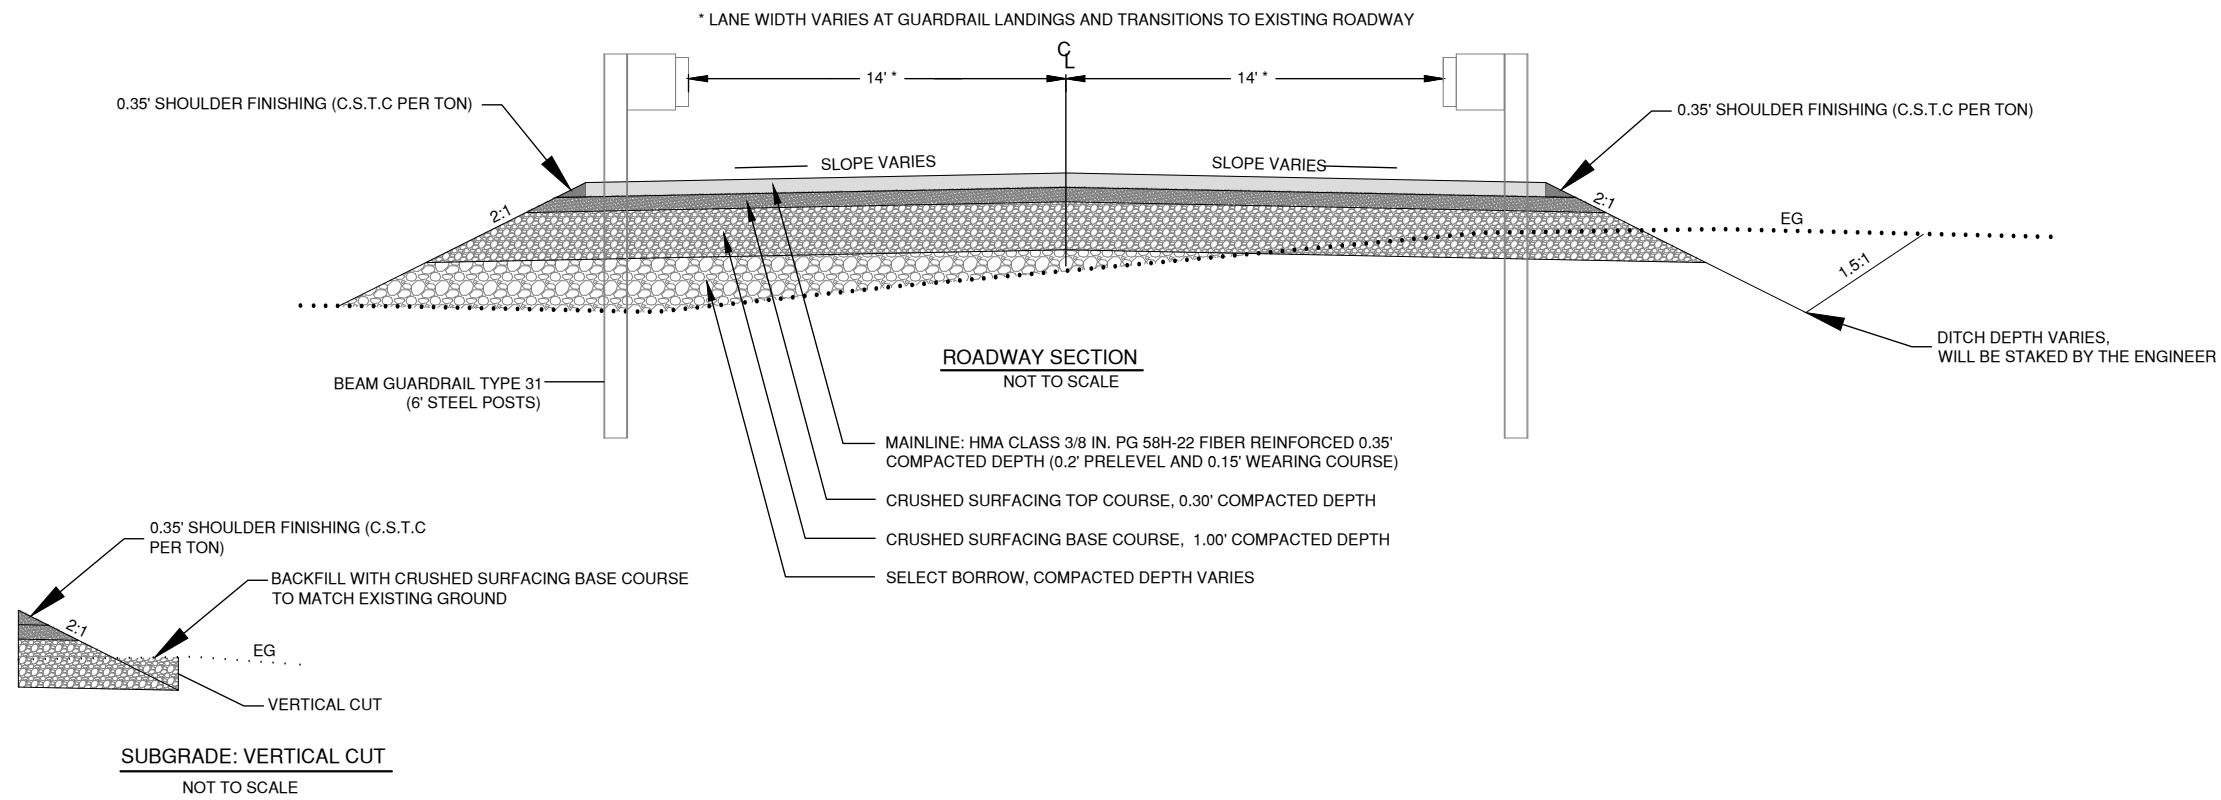 * LANE WIDTH VARIES AT GUARDRAIL LANDINGS AND TRANSITIONS TO EXISTING ROADWAY
CL
14' *
14' *
0.35' SHOULDER FINISHING (C.S.T.C PER TON)
0.35' SHOULDER FINISHING (C.S.T.C PER TON)
SLOPE VARIES
SLOPE VARIES
2:1
2:1
EG
1.5:1
DITCH DEPTH VARIES,
WILL BE STAKED BY THE ENGINEER
ROADWAY SECTION
NOT TO SCALE
BEAM GUARDRAIL TYPE 31
(6' STEEL POSTS)
MAINLINE: HMA CLASS 3/8 IN. PG 58H-22 FIBER REINFORCED 0.35'
COMPACTED DEPTH (0.2' PRELEVEL AND 0.15' WEARING COURSE)
CRUSHED SURFACING TOP COURSE, 0.30' COMPACTED DEPTH
CRUSHED SURFACING BASE COURSE, 1.00' COMPACTED DEPTH
SELECT BORROW, COMPACTED DEPTH VARIES
0.35' SHOULDER FINISHING (C.S.T.C
PER TON)
BACKFILL WITH CRUSHED SURFACING BASE COURSE
TO MATCH EXISTING GROUND
2:1
EG
VERTICAL CUT
SUBGRADE: VERTICAL CUT
NOT TO SCALE